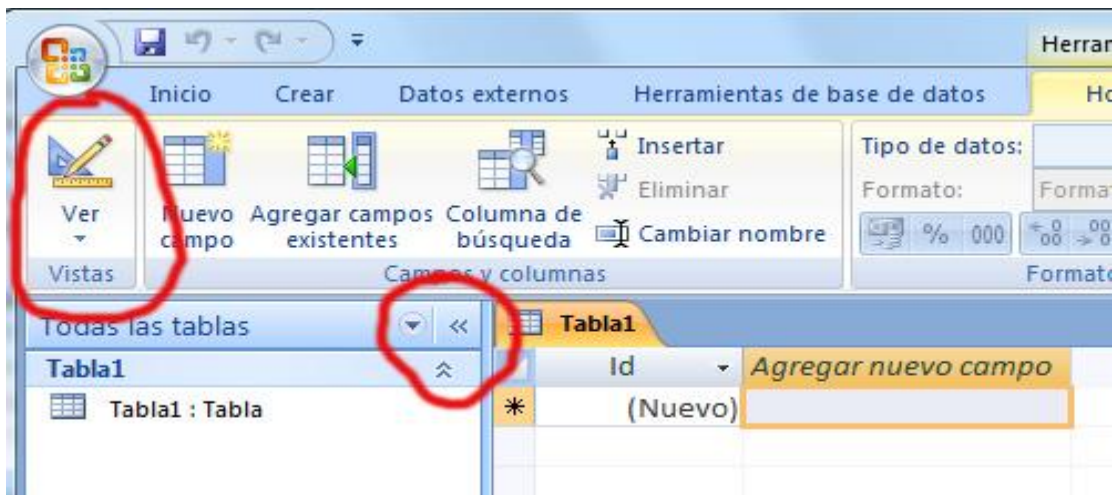 Herran
Inicio Crear Datos externos Herramientas de base de datos Ho
Ver
Vistas
Nuevo campo
Agregar campos existentes
Columna de búsqueda
Insertar
Eliminar
Cambiar nombre
Campos y columnas
Tipo de datos:
Formato: Forma
% 000
Formato
Todas las tablas
Tabla1
Tabla1 : Tabla
Tabla1
Id Agregar nuevo campo
(Nuevo)